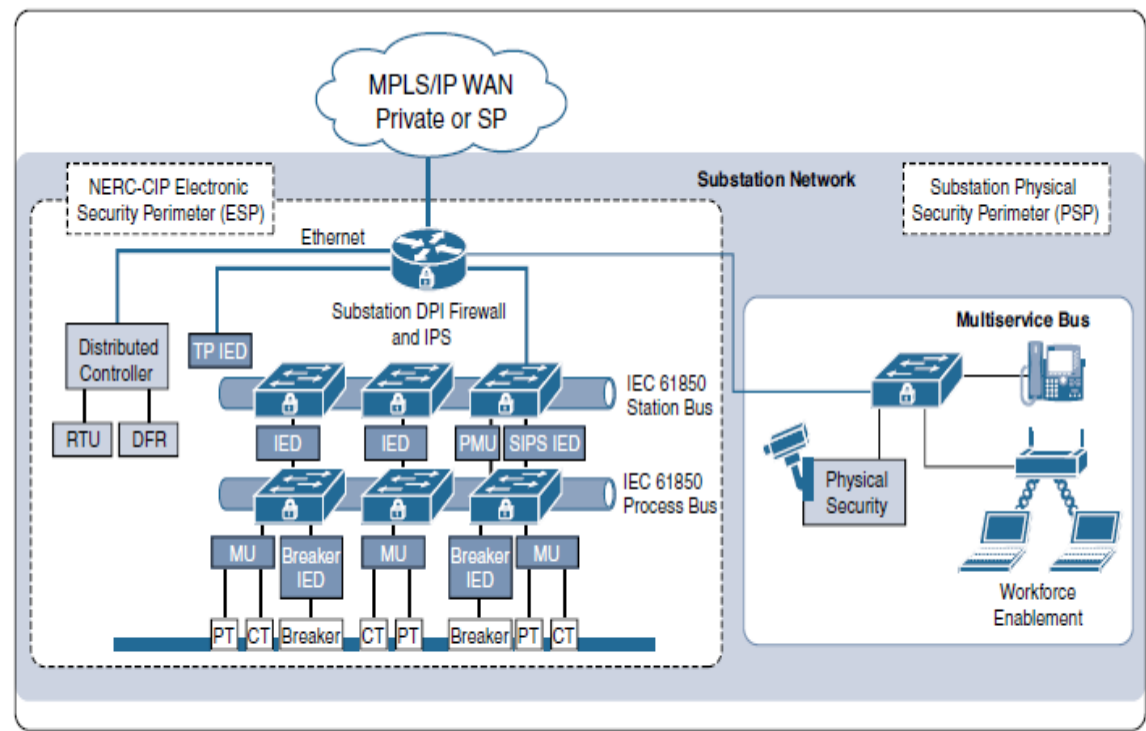 MPLS/IP WAN
Private or SP
NERC-CIP Electronic
Security Perimeter (ESP)
Substation Network
Substation Physical
Security Perimeter (PSP)
Ethernet
Substation DPI Firewall
and IPS
Multiservice Bus
Distributed
Controller
TP IED
RTU
DFR
IEC 61850
Station Bus
IED
IED
PMU
SIPS IED
IEC 61850
Process Bus
Physical
Security
MU
Breaker
IED
MU
Breaker
IED
MU
Workforce
Enablement
PT
CT
Breaker
CT
PT
Breaker
PT
CT